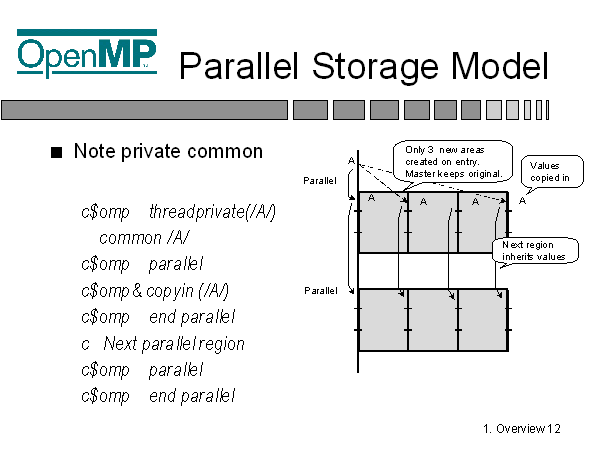 OpenMP™
Parallel Storage Model
■ Note private common
c$omp threadprivate(/A/)
common /A/
c$omp parallel
c$omp&copyin (/A/)
c$omp end parallel
c Next parallel region
c$omp parallel
c$omp end parallel
Only 3 new areas
created on entry.
Master keeps original.
Values
copied in
A
Parallel
A
A
A
A
Next region
inherits values
Parallel
1. Overview 12